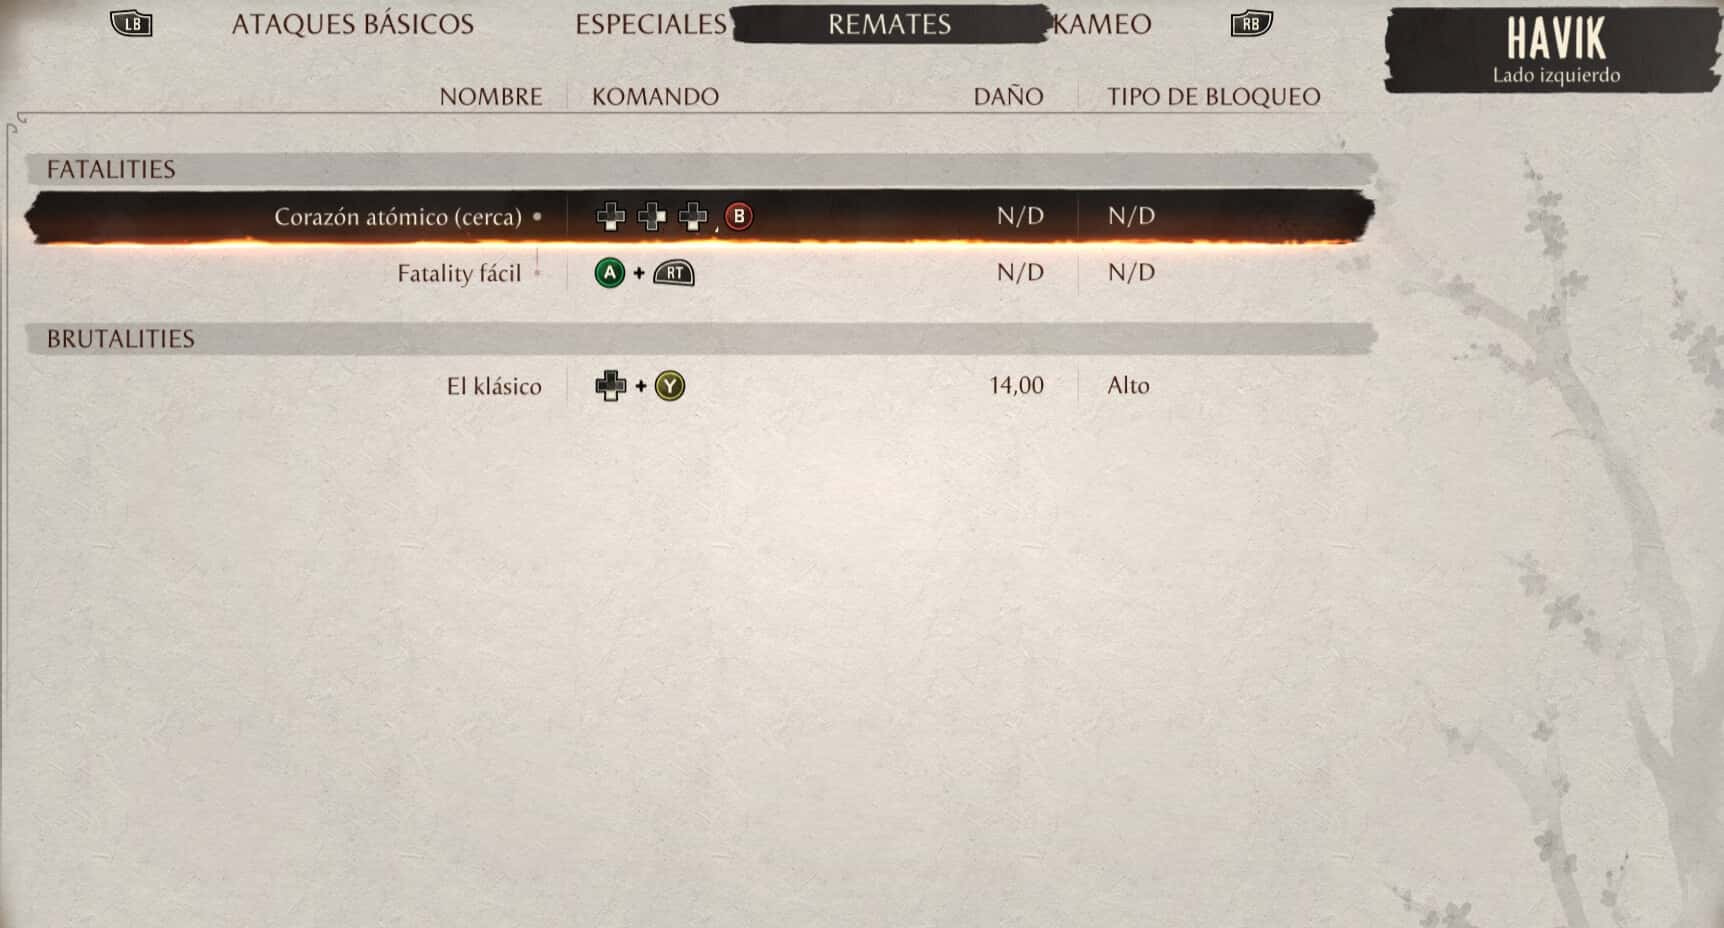 LB ATAQUES BÁSICOS ESPECIALES REMATES KAMEO RB
HAVIK
Lado izquierdo
NOMBRE KOMANDO DAÑO TIPO DE BLOQUEO
FATALITIES
Corazón atómico (cerca) B N/D N/D
Fatality fácil A + RT N/D N/D
BRUTALITIES
El klásico + Y 14,00 Alto